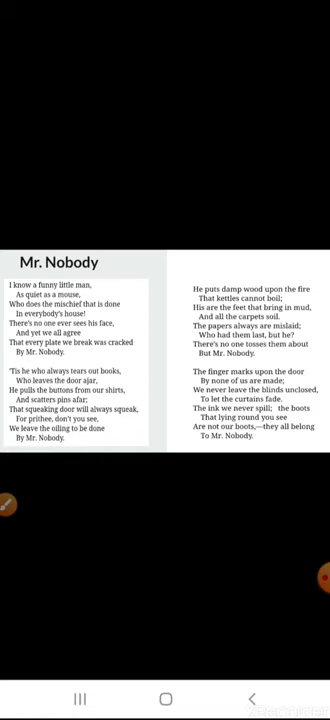 Mr. Nobody
I know a funny little man,
As quiet as a mouse,
Who does the mischief that is done
In everybody's house!
There's no one ever sees his face,
And yet we all agree
That every plate we break was cracked
By Mr. Nobody.
'Tis he who always tears out books,
Who leaves the door ajar,
He pulls the buttons from our shirts,
And scatters pins afar;
That squeaking door will always squeak,
For prithee, don't you see,
We leave the oiling to be done
By Mr. Nobody.
He puts damp wood upon the fire
That kettles cannot boil;
His are the feet that bring in mud,
And all the carpets soil.
The papers always are mislaid;
Who had them last, but he?
There's no one tosses them about
But Mr. Nobody.
The finger marks upon the door
By none of us are made;
We never leave the blinds unclosed,
To let the curtains fade.
The ink we never spill; the boots
That lying round you see
Are not our boots,—they all belong
To Mr. Nobody.